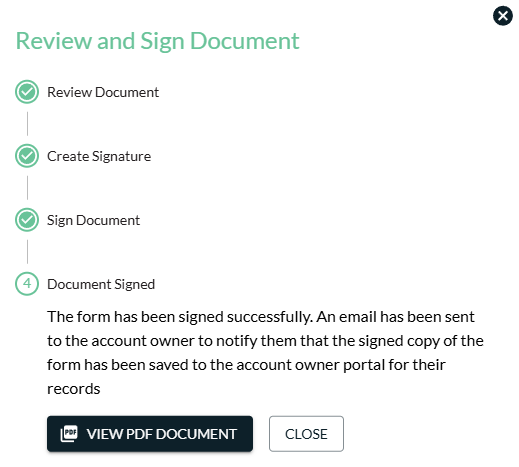 Review and Sign Document
Review Document
Create Signature
Sign Document
4 Document Signed
The form has been signed successfully. An email has been sent
to the account owner to notify them that the signed copy of the
form has been saved to the account owner portal for their
records
PDF VIEW PDF DOCUMENT CLOSE